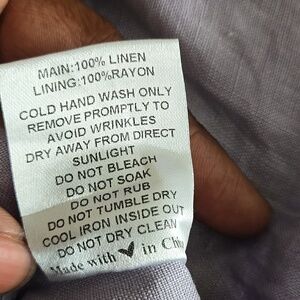 MAIN:100% LINEN
LINING:100%RAYON
COLD HAND WASH ONLY
REMOVE PROMPTLY TO
AVOID WRINKLES
DRY AWAY FROM DIRECT
SUNLIGHT
DO NOT BLEACH
DO NOT SOAK
DO NOT RUB
DO NOT TUMBLE DRY
COOL IRON INSIDE OUT
DO NOT DRY CLEAN
Made with ♥ in China